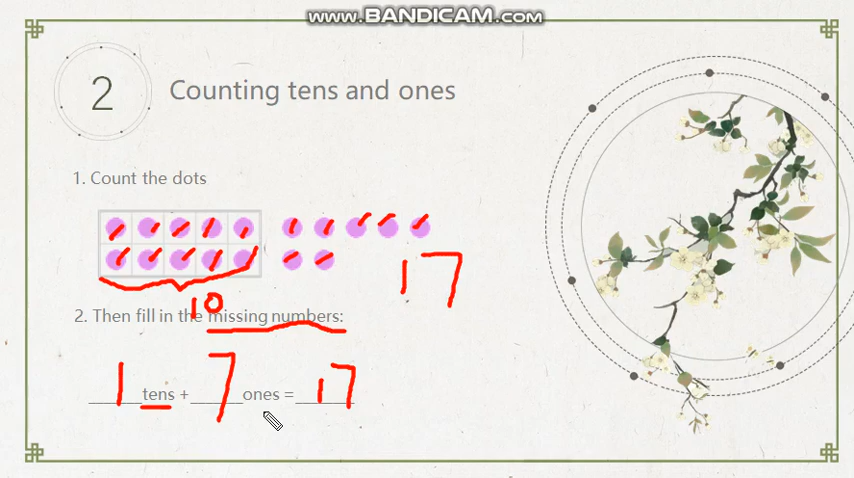 WWW.BANDICAM.COM
2 Counting tens and ones
1. Count the dots
17
10
2. Then fill in the missing numbers:
1 tens + 7 ones = 17